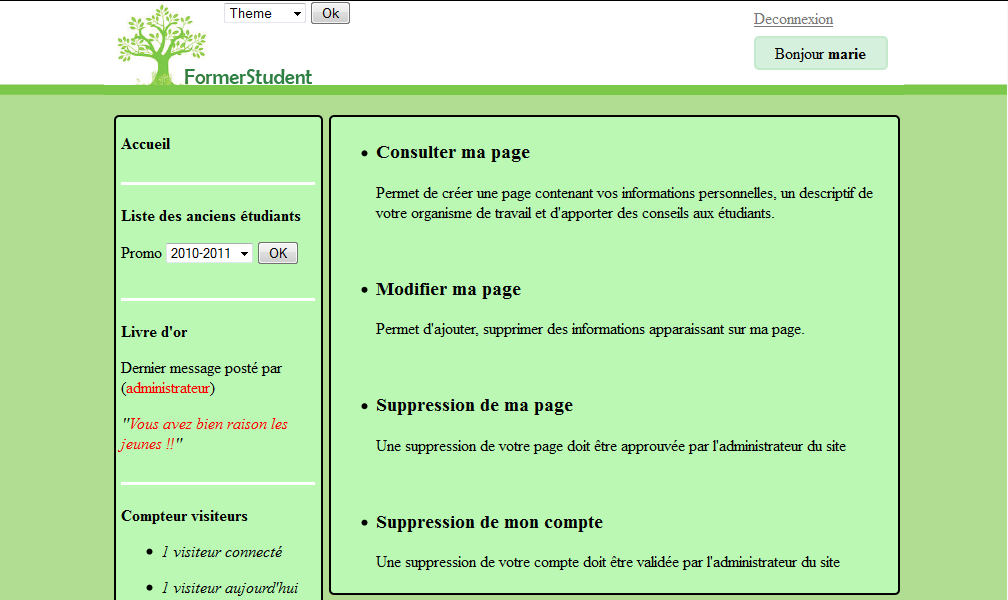 Theme Ok
Deconnexion
Bonjour marie
FormerStudent
Accueil
Liste des anciens étudiants
Promo 2010-2011 OK
Livre d'or
Dernier message posté par
(administrateur)
"Vous avez bien raison les
jeunes !!"
Compteur visiteurs
1 visiteur connecté
1 visiteur aujourd'hui
Consulter ma page
Permet de créer une page contenant vos informations personnelles, un descriptif de
votre organisme de travail et d'apporter des conseils aux étudiants.
Modifier ma page
Permet d'ajouter, supprimer des informations apparaissant sur ma page.
Suppression de ma page
Une suppression de votre page doit être approuvée par l'administrateur du site
Suppression de mon compte
Une suppression de votre compte doit être validée par l'administrateur du site